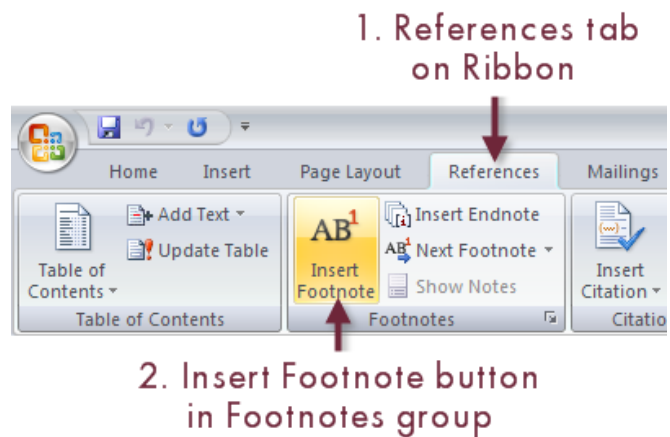 1. References tab
on Ribbon
Home Insert Page Layout References Mailings
Table of
Contents
Add Text
Update Table
Table of Contents
AB1
Insert
Footnote
[i] Insert Endnote
AB1 Next Footnote
Show Notes
Footnotes
(—)
Insert
Citation
Citatio
2. Insert Footnote button
in Footnotes group